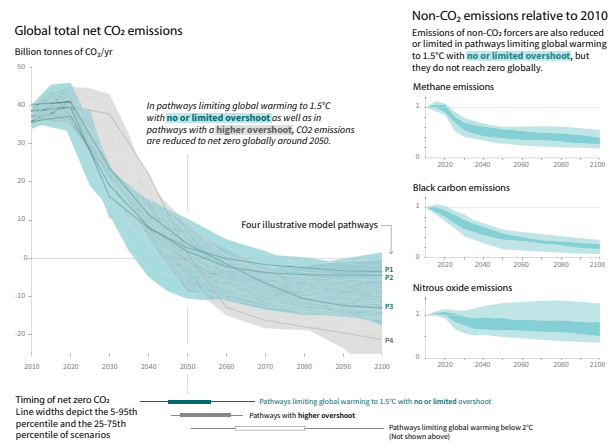 Global total net CO₂ emissions
Billion tonnes of CO₂/yr
50
40
30
20
10
0
-10
-20
2010
2020
2030
2040
2050
2060
2070
2080
2090
2100
In pathways limiting global warming to 1.5°C
with no or limited overshoot as well as in
pathways with a higher overshoot, CO2 emissions
are reduced to net zero globally around 2050.
Four illustrative model pathways
P1
P2
P3
P4
Non-CO₂ emissions relative to 2010
Emissions of non-CO₂ forcers are also reduced
or limited in pathways limiting global warming
to 1.5°C with no or limited overshoot, but
they do not reach zero globally.
Methane emissions
1
0
2020
2040
2060
2080
2100
Black carbon emissions
1
0
2020
2040
2060
2080
2100
Nitrous oxide emissions
1
0
2020
2040
2060
2080
2100
Timing of net zero CO₂
Line widths depict the 5-95th
percentile and the 25-75th
percentile of scenarios
Pathways limiting global warming to 1.5°C with no or limited overshoot
Pathways with higher overshoot
Pathways limiting global warming below 2°C
(Not shown above)